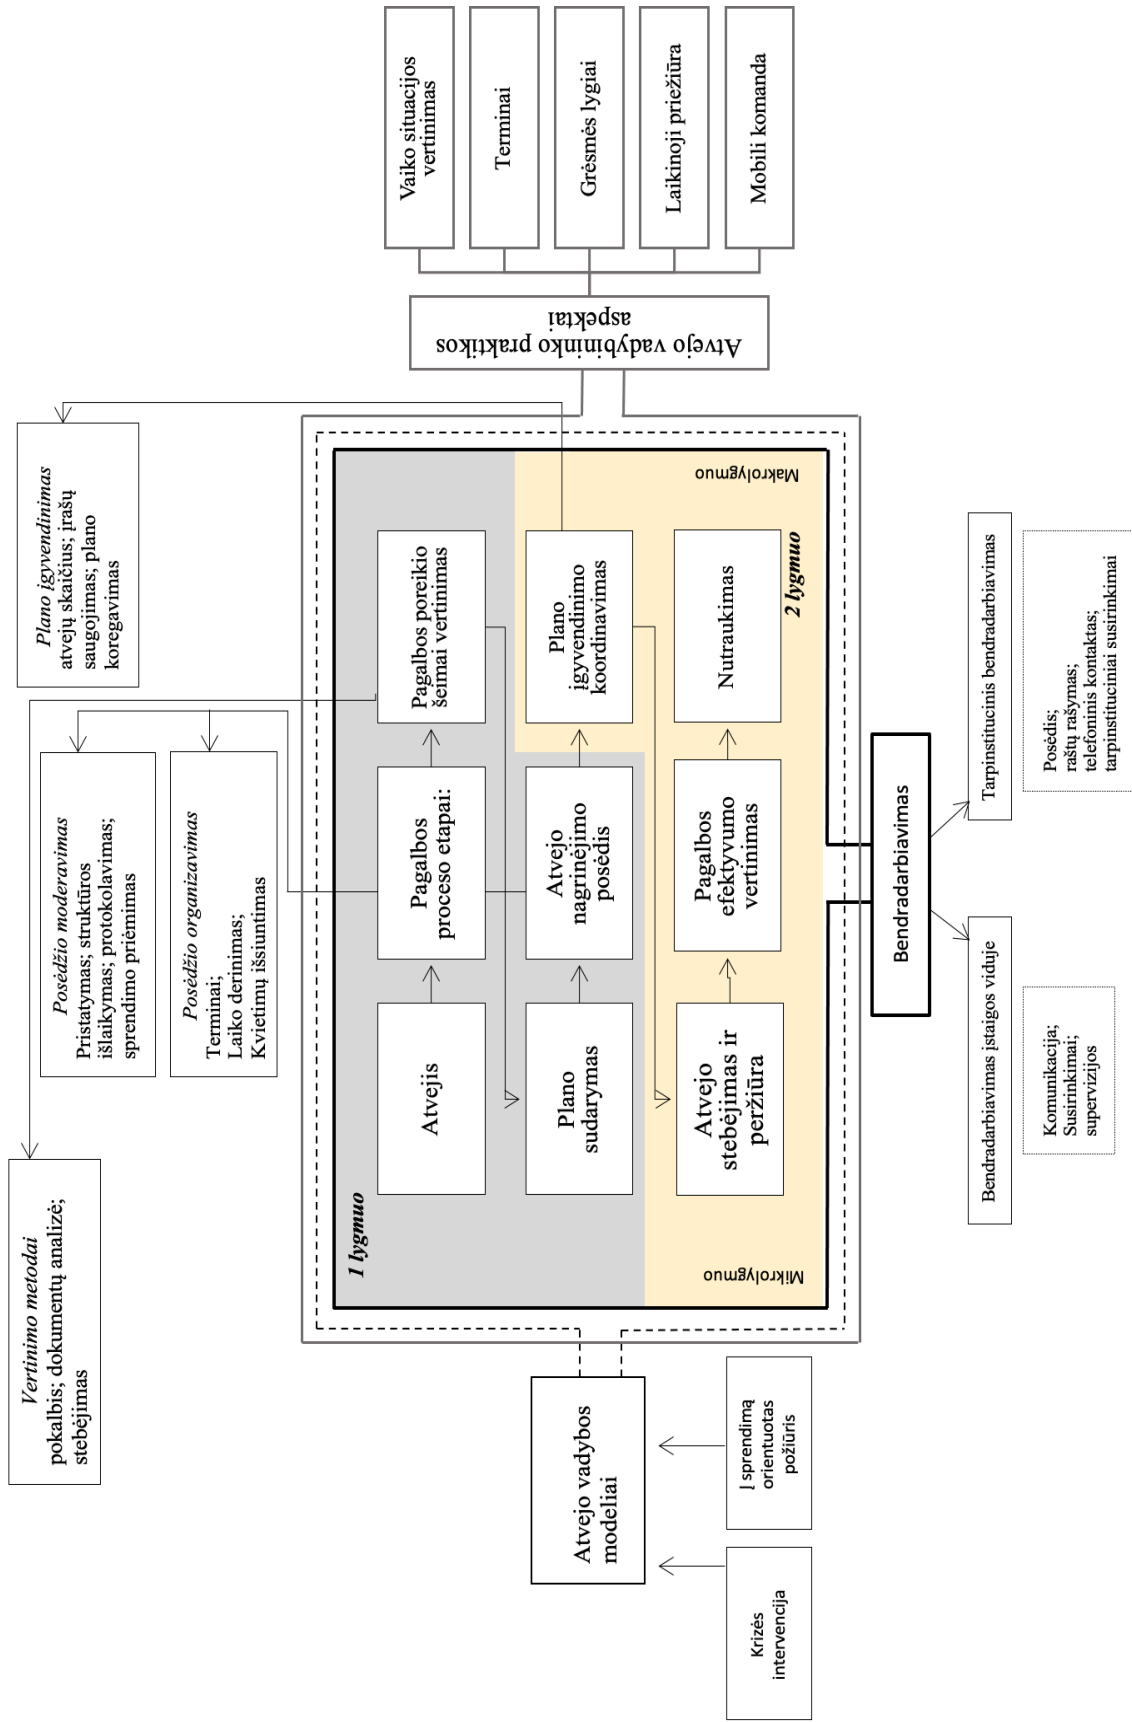 Vertinimo metodai
pokalbis; dokumentų analizė;
stebėjimas
Posėdžio moderavimas
Pristatymas; struktūros
išlaikymas; protokolavimas;
sprendimo priėmimas
Posėdžio organizavimas
Terminai;
Laiko derinimas;
Kvietimų išsiuntimas
Plano įgyvendinimas
atvejų skaičius; įrašų
saugojimas; plano
koregavimas
1 lygmuo
Atvejis
Pagalbos
proceso etapai:
Pagalbos poreikio
šeimai vertinimas
Plano
sudarymas
Atvejo
nagrinėjimo
posėdis
Plano
įgyvendinimo
koordinavimas
Atvejo
stebėjimas ir
peržiūra
Pagalbos
efektyvumo
vertinimas
Nutraukimas
2 lygmuo
Mikrolygmuo
Makrolygmuo
Atvejo vadybos
modeliai
Krizės
intervencija
Į sprendimą
orientuotas
požiūris
Atvejo vadybininko praktikos
aspektai
Vaiko situacijos
vertinimas
Terminai
Grėsmės lygiai
Laikinoji priežiūra
Mobili komanda
Bendradarbiavimas
Bendradarbiavimas įstaigos viduje
Komunikacija;
Susirinkimai;
supervizijos
Tarpinstitucinis bendradarbiavimas
Posėdis;
raštų rašymas;
telefoninis kontaktas;
tarpinstituciniai susirinkimai